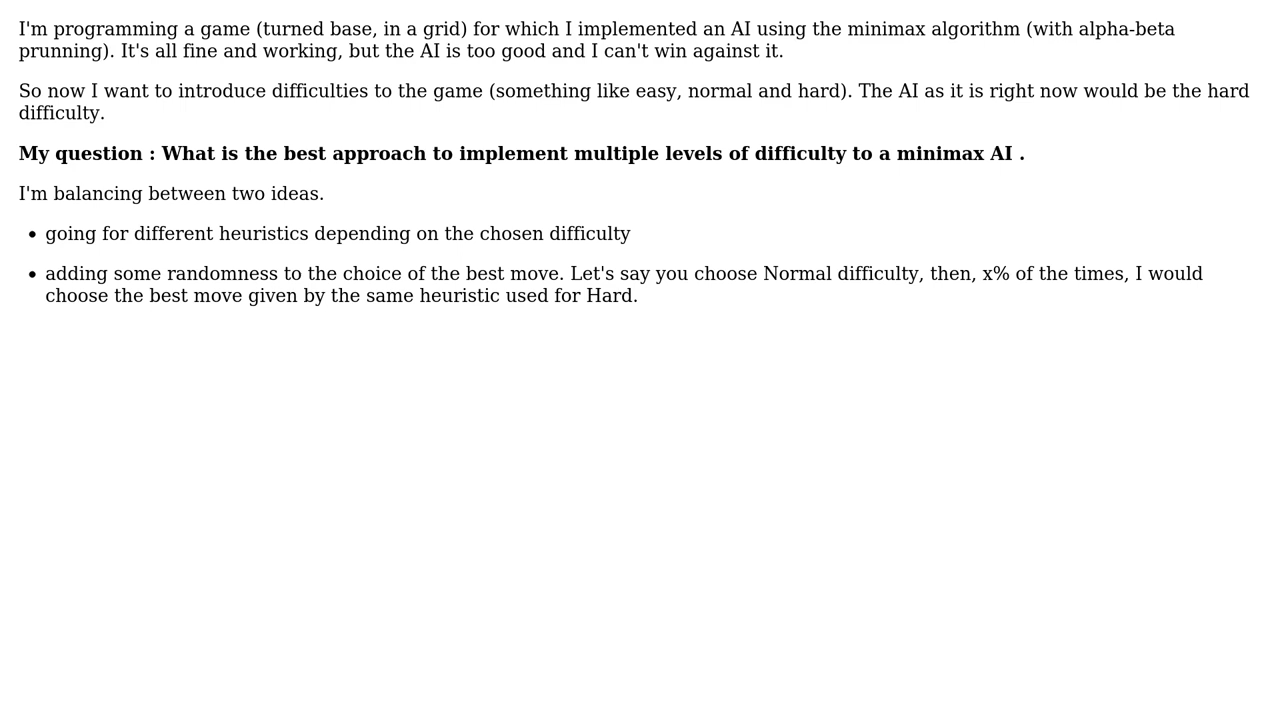 I'm programming a game (turned base, in a grid) for which I implemented an AI using the minimax algorithm (with alpha-beta
prunning). It's all fine and working, but the AI is too good and I can't win against it.
So now I want to introduce difficulties to the game (something like easy, normal and hard). The AI as it is right now would be the hard
difficulty.
My question : What is the best approach to implement multiple levels of difficulty to a minimax AI .
I'm balancing between two ideas.
• going for different heuristics depending on the chosen difficulty
• adding some randomness to the choice of the best move. Let's say you choose Normal difficulty, then, x% of the times, I would
choose the best move given by the same heuristic used for Hard.